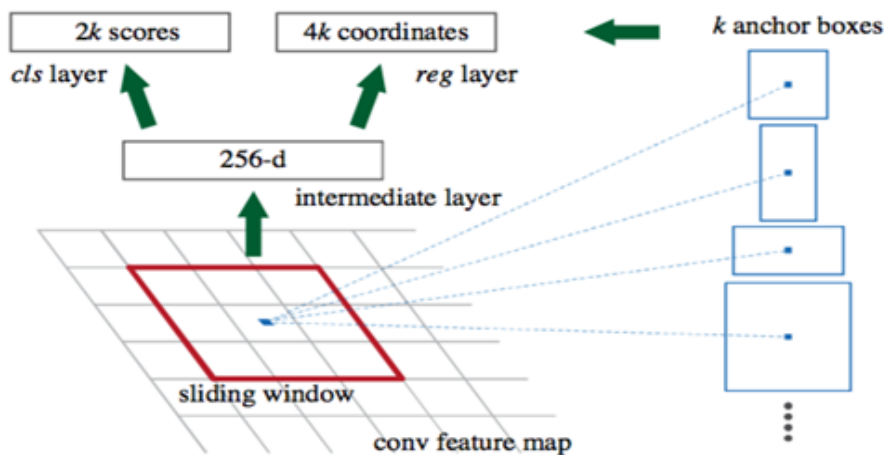 2k scores
4k coordinates
k anchor boxes
cls layer
reg layer
256-d
intermediate layer
sliding window
conv feature map